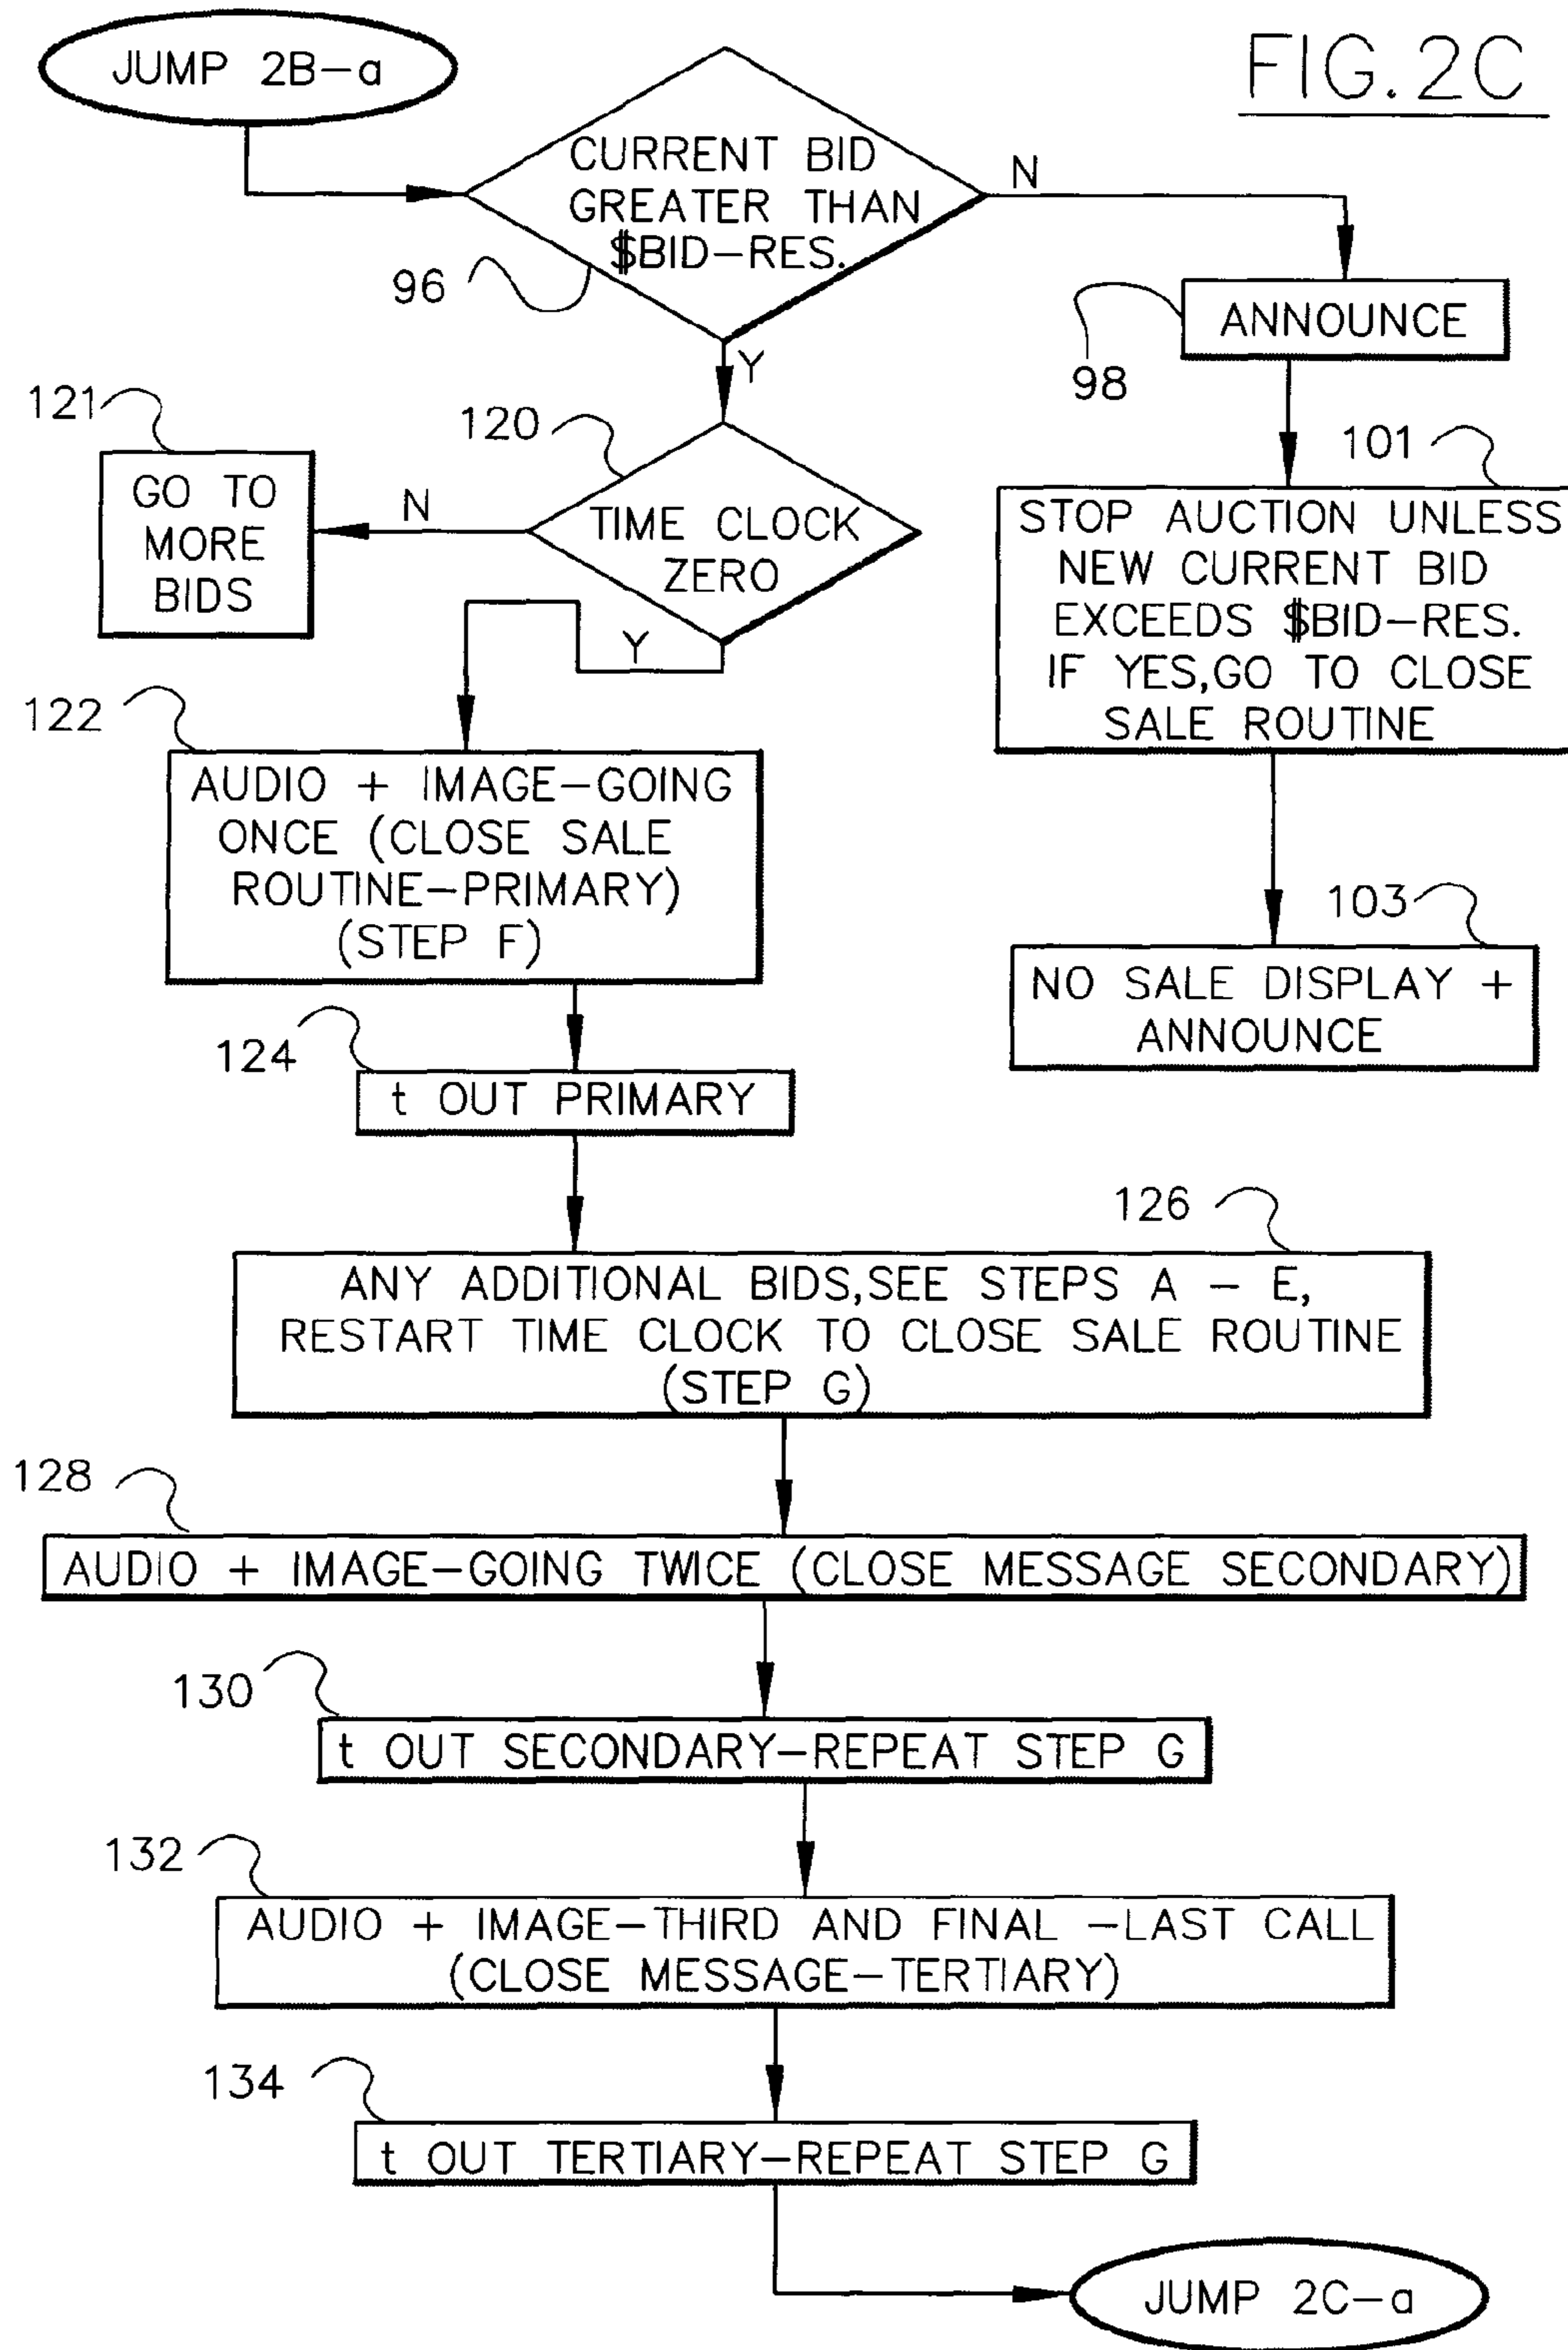 JUMP 2B-a
FIG. 2C
CURRENT BID
GREATER THAN
$BID-RES.
N
96
Y
ANNOUNCE
98
121
120
GO TO
MORE
BIDS
N
TIME CLOCK
ZERO
Y
101
STOP AUCTION UNLESS
NEW CURRENT BID
EXCEEDS $BID-RES.
IF YES,GO TO CLOSE
SALE ROUTINE
122
AUDIO + IMAGE-GOING
ONCE (CLOSE SALE
ROUTINE-PRIMARY)
(STEP F)
103
NO SALE DISPLAY +
ANNOUNCE
124
t OUT PRIMARY
126
ANY ADDITIONAL BIDS,SEE STEPS A - E,
RESTART TIME CLOCK TO CLOSE SALE ROUTINE
(STEP G)
128
AUDIO + IMAGE-GOING TWICE (CLOSE MESSAGE SECONDARY)
130
t OUT SECONDARY-REPEAT STEP G
132
AUDIO + IMAGE-THIRD AND FINAL -LAST CALL
(CLOSE MESSAGE-TERTIARY)
134
t OUT TERTIARY-REPEAT STEP G
JUMP 2C-a